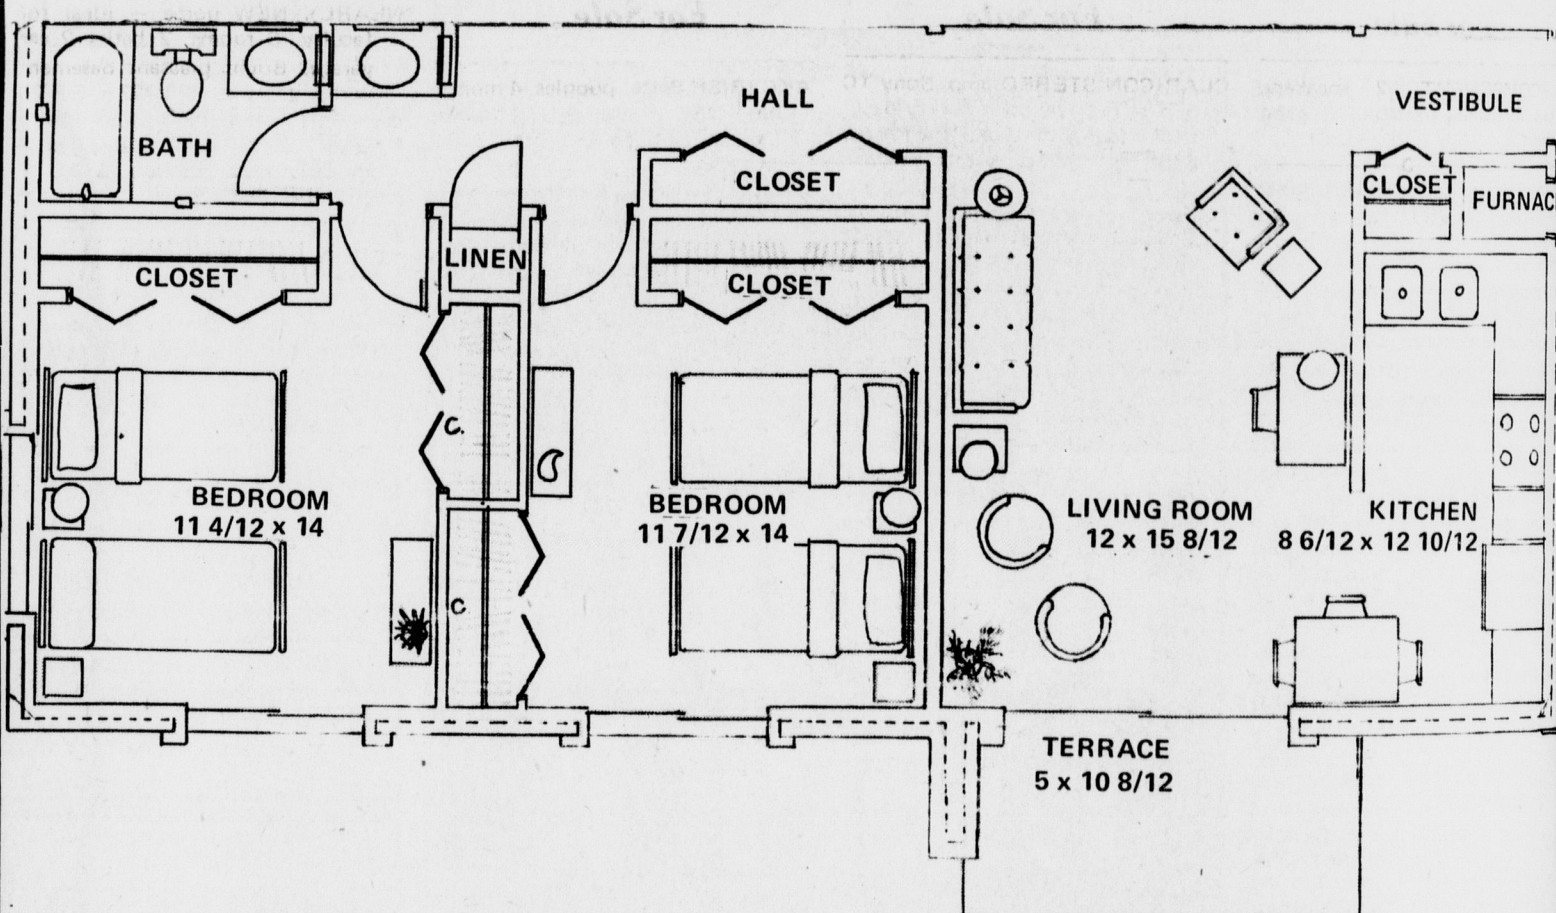 HALL
VESTIBULE
BATH
CLOSET
CLOSET
LINEN
CLOSET
CLOSET
C.
BEDROOM
11 4/12 x 14
BEDROOM
11 7/12 x 14
LIVING ROOM
12 x 15 8/12
KITCHEN
8 6/12 x 12 10/12
C
TERRACE
5 x 10 8/12
FURNAC